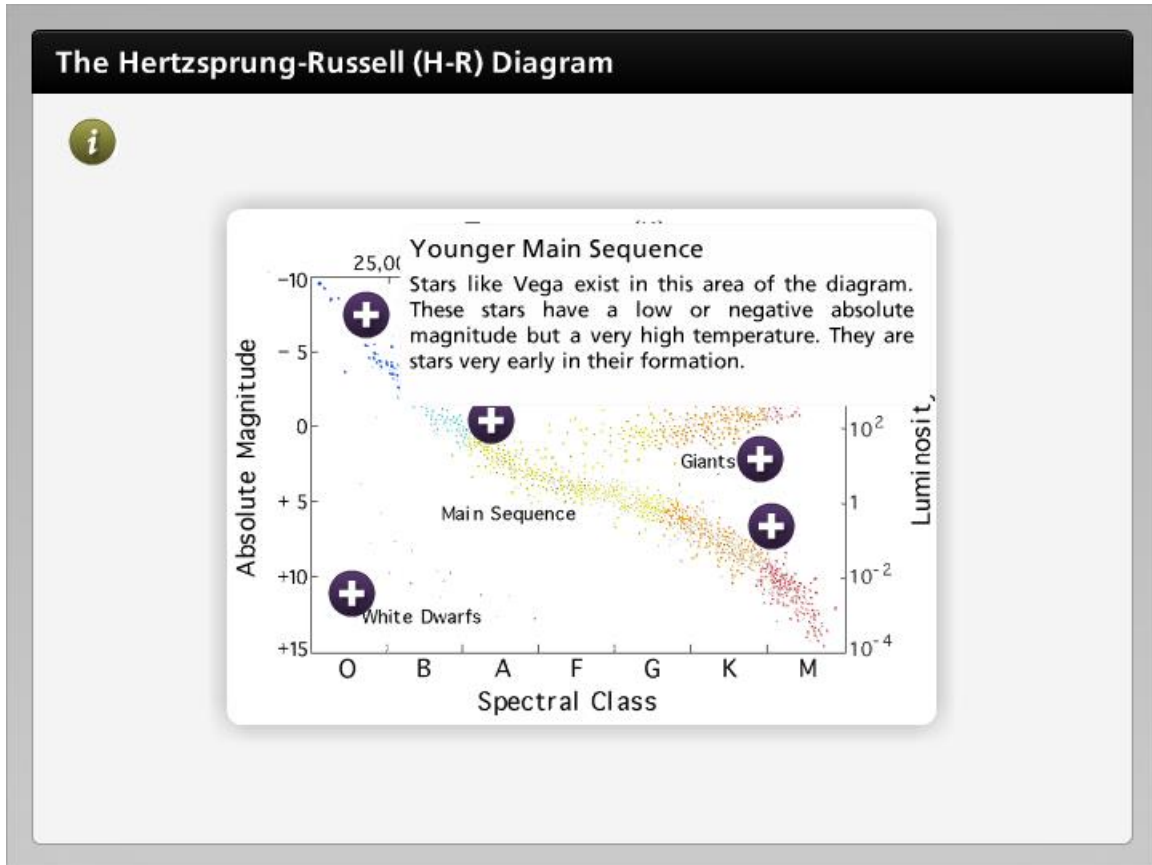 The Hertzsprung-Russell (H-R) Diagram
i
25,00
Younger Main Sequence
Stars like Vega exist in this area of the diagram.
These stars have a low or negative absolute
magnitude but a very high temperature. They are
stars very early in their formation.
Absolute Magnitude
−10
− 5
0
+ 5
+10
+15
10²
1
10⁻²
10⁻⁴
Luminosit
Giants
Main Sequence
White Dwarfs
O B A F G K M
Spectral Class